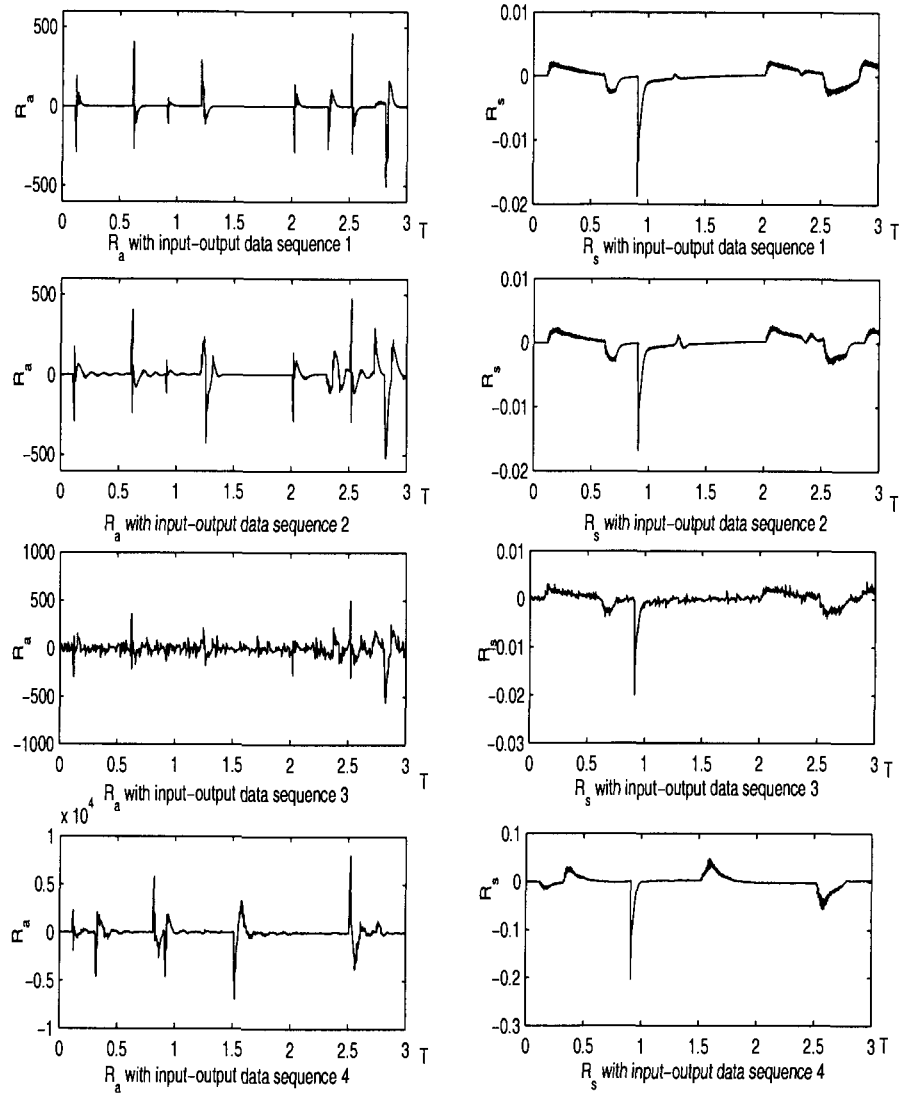 600
0
−500
R_a
0 0.5 1 1.5 2 2.5 3 T
R_a with input−output data sequence 1
0.01
0
−0.01
−0.02
R_s
0 0.5 1 1.5 2 2.5 3 T
R_s with input−output data sequence 1
500
0
−500
R_a
0 0.5 1 1.5 2 2.5 3 T
R_a with input−output data sequence 2
0.01
0
−0.01
−0.02
R_s
0 0.5 1 1.5 2 2.5 3 T
R_s with input−output data sequence 2
1000
500
0
−500
−1000
R_a
0 0.5 1 1.5 2 2.5 3 T
R_a with input−output data sequence 3
0.01
0
−0.01
−0.02
−0.03
R_s
0 0.5 1 1.5 2 2.5 3 T
R_s with input−output data sequence 3
x 10^4
1
0.5
0
−0.5
−1
R_a
0 0.5 1 1.5 2 2.5 3 T
R_a with input−output data sequence 4
0.1
0
−0.1
−0.2
−0.3
R_s
0 0.5 1 1.5 2 2.5 3 T
R_s with input−output data sequence 4